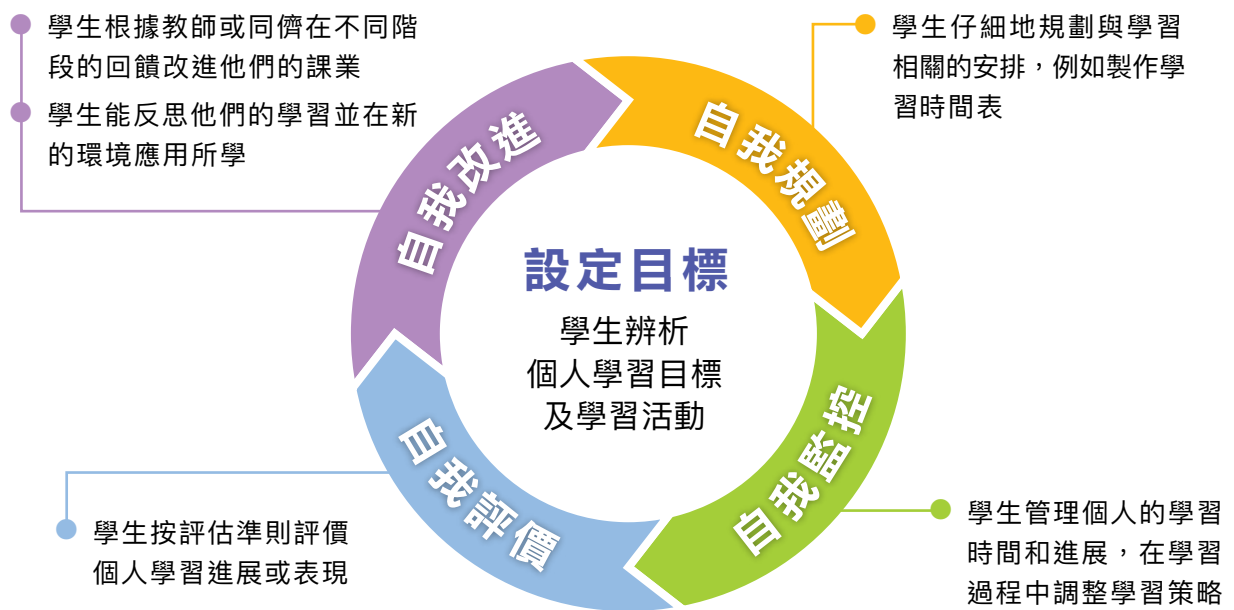 學生根據教師或同儕在不同階
段的回饋改進他們的課業
學生能反思他們的學習並在新
的環境應用所學
學生仔細地規劃與學習
相關的安排，例如製作學
習時間表
自我改進
自我規劃
設定目標
學生辨析
個人學習目標
及學習活動
自我評價
自我監控
學生按評估準則評價
個人學習進展或表現
學生管理個人的學習
時間和進展，在學習
過程中調整學習策略